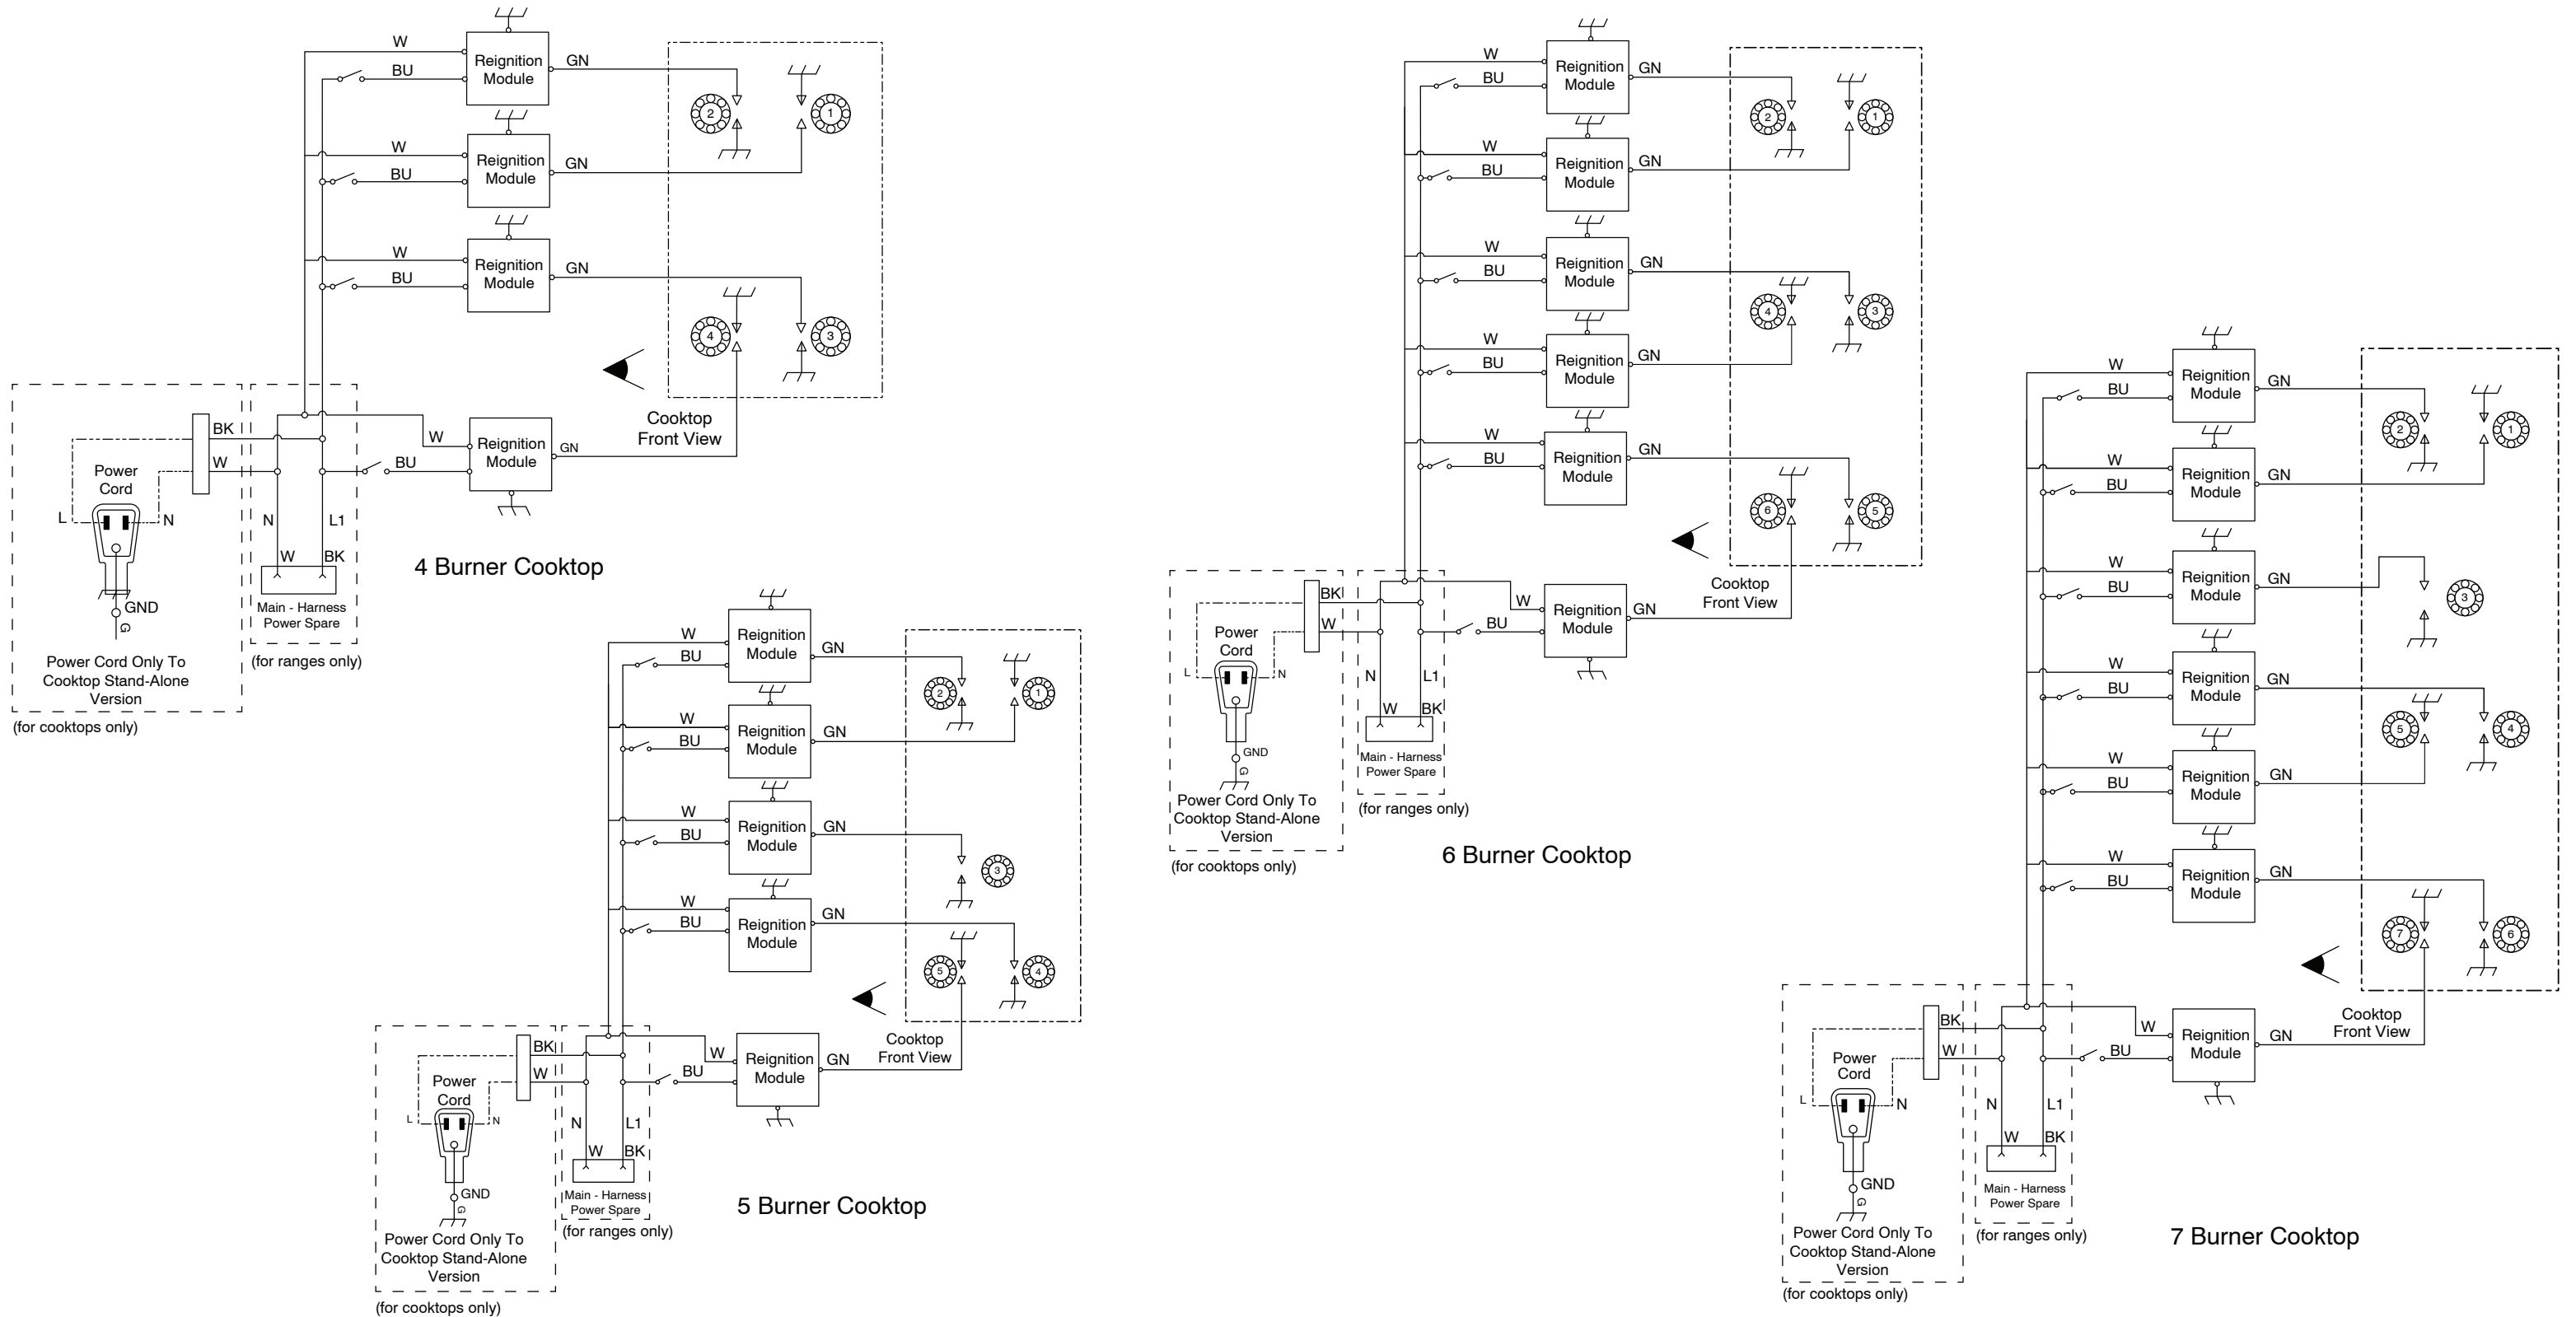 W
BU
Reignition
Module
GN
2
1
W
BU
Reignition
Module
GN
W
BU
Reignition
Module
GN
4
3
Cooktop
Front View
BK
W
W
BU
Reignition
Module
GN
Power
Cord
L
N
N
L1
W
BK
GND
G
Main - Harness
Power Spare
(for ranges only)
Power Cord Only To
Cooktop Stand-Alone
Version
(for cooktops only)
4 Burner Cooktop
W
BU
Reignition
Module
GN
2
1
W
BU
Reignition
Module
GN
W
BU
Reignition
Module
GN
3
W
BU
Reignition
Module
GN
5
4
Cooktop
Front View
BK
W
W
BU
Reignition
Module
GN
Power
Cord
L
N
N
L1
W
BK
GND
G
Main - Harness
Power Spare
(for ranges only)
Power Cord Only To
Cooktop Stand-Alone
Version
(for cooktops only)
5 Burner Cooktop
W
BU
Reignition
Module
GN
2
1
W
BU
Reignition
Module
GN
W
BU
Reignition
Module
GN
4
3
W
BU
Reignition
Module
GN
W
BU
Reignition
Module
GN
6
5
Cooktop
Front View
BK
W
W
BU
Reignition
Module
GN
Power
Cord
L
N
N
L1
W
BK
GND
G
Main - Harness
Power Spare
(for ranges only)
Power Cord Only To
Cooktop Stand-Alone
Version
(for cooktops only)
6 Burner Cooktop
W
BU
Reignition
Module
GN
2
1
W
BU
Reignition
Module
GN
W
BU
Reignition
Module
GN
3
W
BU
Reignition
Module
GN
5
4
W
BU
Reignition
Module
GN
W
BU
Reignition
Module
GN
7
6
Cooktop
Front View
BK
W
W
BU
Reignition
Module
GN
Power
Cord
L
N
N
L1
W
BK
GND
G
Main - Harness
Power Spare
(for ranges only)
Power Cord Only To
Cooktop Stand-Alone
Version
(for cooktops only)
7 Burner Cooktop